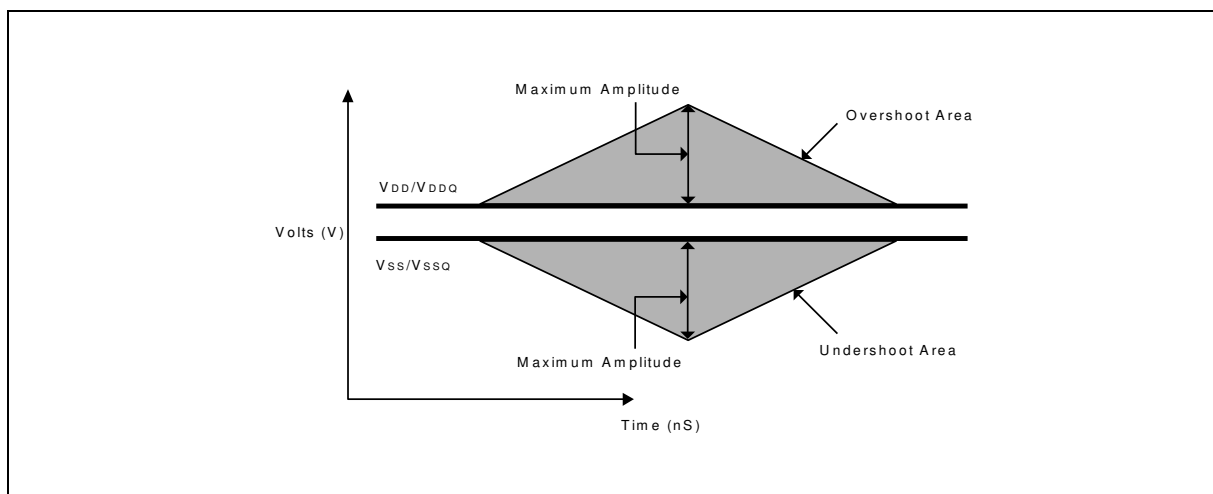 Maximum Amplitude
Overshoot Area
VDD/VDDQ
Volts (V)
VSS/VSSQ
Maximum Amplitude
Undershoot Area
Time (nS)